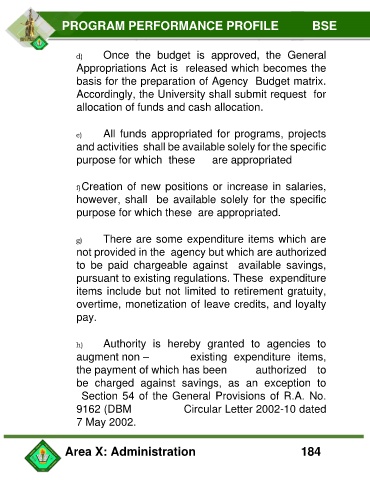 PROGRAM PERFORMANCE PROFILE BSE
d) Once the budget is approved, the General
Appropriations Act is released which becomes the
basis for the preparation of Agency Budget matrix.
Accordingly, the University shall submit request for
allocation of funds and cash allocation.
e) All funds appropriated for programs, projects
and activities shall be available solely for the specific
purpose for which these are appropriated
f)Creation of new positions or increase in salaries,
however, shall be available solely for the specific
purpose for which these are appropriated.
g) There are some expenditure items which are
not provided in the agency but which are authorized
to be paid chargeable against available savings,
pursuant to existing regulations. These expenditure
items include but not limited to retirement gratuity,
overtime, monetization of leave credits, and loyalty
pay.
h) Authority is hereby granted to agencies to
augment non – existing expenditure items,
the payment of which has been authorized to
be charged against savings, as an exception to
Section 54 of the General Provisions of R.A. No.
9162 (DBM Circular Letter 2002-10 dated
7 May 2002.
Area X: Administration 184